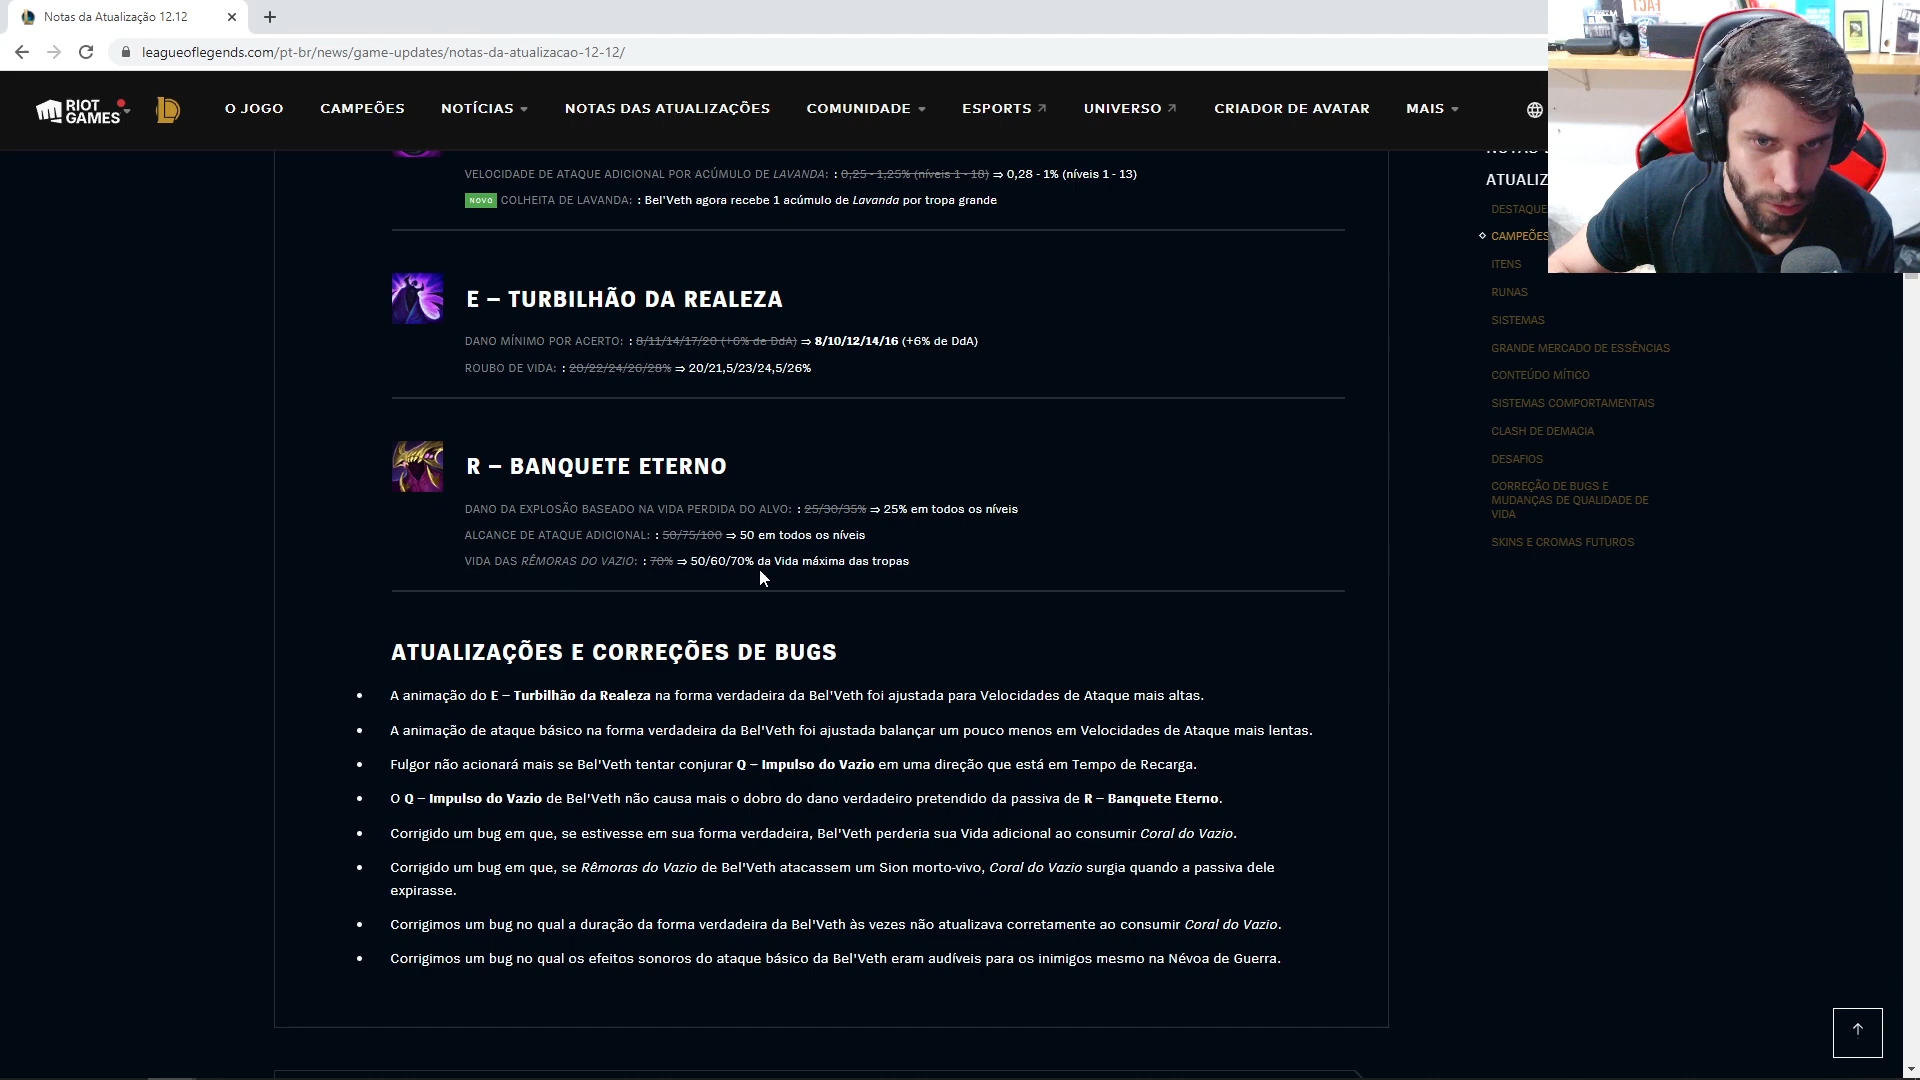 Notas da Atualização 12.12
leagueoflegends.com/pt-br/news/game-updates/notas-da-atualizacao-12-12/
RIOT GAMES
O JOGO
CAMPEÕES
NOTÍCIAS
NOTAS DAS ATUALIZAÇÕES
COMUNIDADE
ESPORTS
UNIVERSO
CRIADOR DE AVATAR
MAIS
VELOCIDADE DE ATAQUE ADICIONAL POR ACÚMULO DE LAVANDA: : 0,25 - 1,25% (níveis 1 - 18) ⇒ 0,28 - 1% (níveis 1 - 13)
NOVO COLHEITA DE LAVANDA: : Bel'Veth agora recebe 1 acúmulo de Lavanda por tropa grande
E – TURBILHÃO DA REALEZA
DANO MÍNIMO POR ACERTO: : 8/11/14/17/20 (+6% de DdA) ⇒ 8/10/12/14/16 (+6% de DdA)
ROUBO DE VIDA: : 20/22/24/26/28% ⇒ 20/21,5/23/24,5/26%
R – BANQUETE ETERNO
DANO DA EXPLOSÃO BASEADO NA VIDA PERDIDA DO ALVO: : 25/30/35% ⇒ 25% em todos os níveis
ALCANCE DE ATAQUE ADICIONAL: : 50/75/100 ⇒ 50 em todos os níveis
VIDA DAS RÊMORAS DO VAZIO: : 70% ⇒ 50/60/70% da Vida máxima das tropas
ATUALIZAÇÕES E CORREÇÕES DE BUGS
• A animação do E – Turbilhão da Realeza na forma verdadeira da Bel'Veth foi ajustada para Velocidades de Ataque mais altas.
• A animação de ataque básico na forma verdadeira da Bel'Veth foi ajustada balançar um pouco menos em Velocidades de Ataque mais lentas.
• Fulgor não acionará mais se Bel'Veth tentar conjurar Q – Impulso do Vazio em uma direção que está em Tempo de Recarga.
• O Q – Impulso do Vazio de Bel'Veth não causa mais o dobro do dano verdadeiro pretendido da passiva de R – Banquete Eterno.
• Corrigido um bug em que, se estivesse em sua forma verdadeira, Bel'Veth perderia sua Vida adicional ao consumir Coral do Vazio.
• Corrigido um bug em que, se Rêmoras do Vazio de Bel'Veth atacassem um Sion morto-vivo, Coral do Vazio surgia quando a passiva dele
expirasse.
• Corrigimos um bug no qual a duração da forma verdadeira da Bel'Veth às vezes não atualizava corretamente ao consumir Coral do Vazio.
• Corrigimos um bug no qual os efeitos sonoros do ataque básico da Bel'Veth eram audíveis para os inimigos mesmo na Névoa de Guerra.
ATUALIZ
DESTAQUE
CAMPEÕES
ITENS
RUNAS
SISTEMAS
GRANDE MERCADO DE ESSÊNCIAS
CONTEÚDO MÍTICO
SISTEMAS COMPORTAMENTAIS
CLASH DE DEMACIA
DESAFIOS
CORREÇÃO DE BUGS E
MUDANÇAS DE QUALIDADE DE
VIDA
SKINS E CROMAS FUTUROS